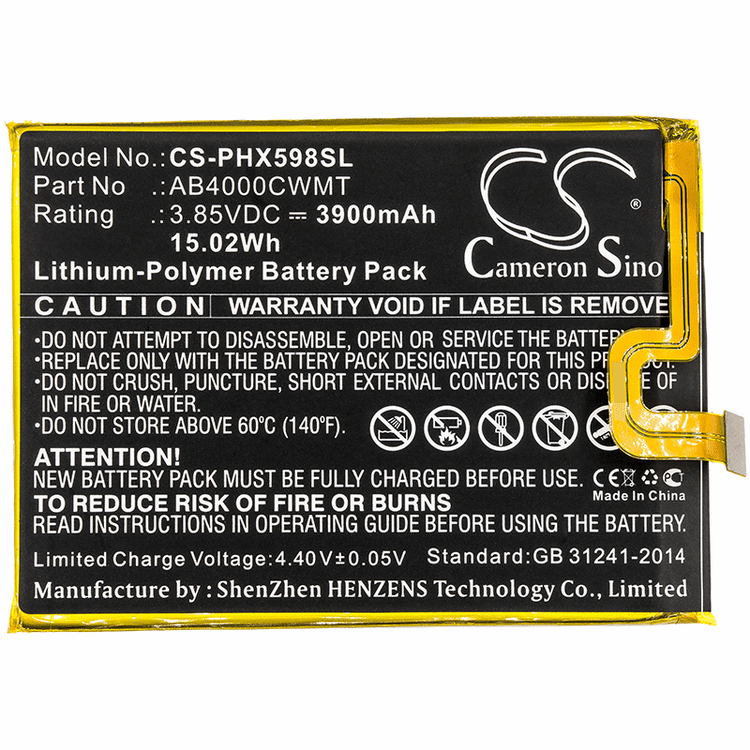 Model No.: CS-PHX598SL
Part No. : AB4000CWMT
Rating : 3.85VDC ⎓ 3900mAh
15.02Wh
Lithium-Polymer Battery Pack
CS
®
Cameron Sino
CAUTION WARRANTY VOID IF LABEL IS REMOVE
•DO NOT ATTEMPT TO DISASSEMBLE, OPEN OR SERVICE THE BATTERY.
•REPLACE ONLY WITH THE BATTERY PACK DESIGNATED FOR THIS PRO
•DO NOT CRUSH, PUNCTURE, SHORT EXTERNAL CONTACTS OR DISPOSE
IN FIRE OR WATER.
•DO NOT STORE ABOVE 60°C (140°F).
ATTENTION!
NEW BATTERY PACK MUST BE FULLY CHARGED BEFORE USE.
TO REDUCE RISK OF FIRE OR BURNS
READ INSTRUCTIONS OF OPERATING GUIDE BEFORE USING THE BATTERY.
CE
Made In China
Limited Charge Voltage: 4.40V±0.05V Standard: GB 31241-2014
Manufacture by : ShenZhen HENZENS Technology Co., Limited